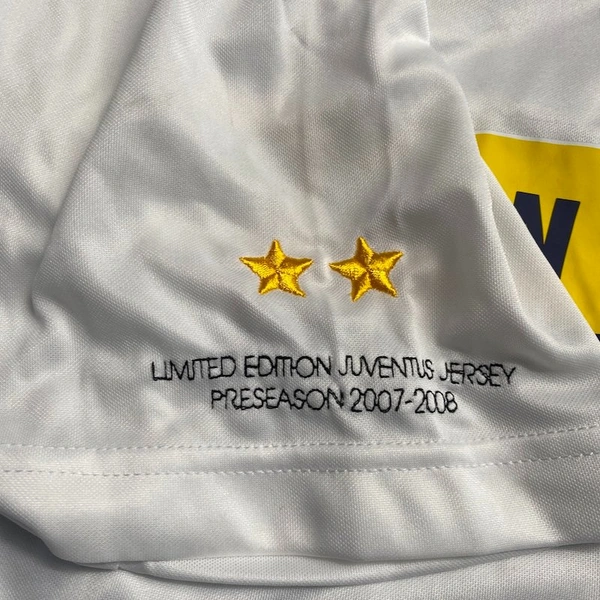 N
LIMITED EDITION JUVENTUS JERSEY
PRESEASON 2007-2008